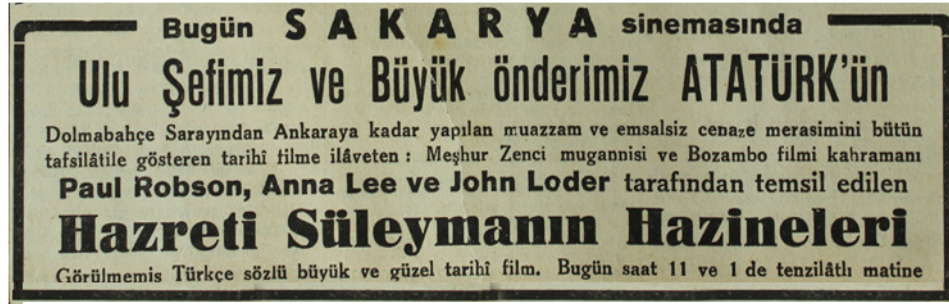 Bugün SAKARYA sinemasında
Ulu Şefimiz ve Büyük önderimiz ATATÜRK'ün
Dolmabahçe Sarayından Ankaraya kadar yapılan muazzam ve emsalsiz cenaze merasimini bütün
tafsilâtile gösteren tarihî filme ilâveten : Meşhur Zenci mugannisi ve Bozambo filmi kahramanı
Paul Robson, Anna Lee ve John Loder tarafından temsil edilen
Hazreti Süleymanın Hazineleri
Görülmemis Türkçe sözlü büyük ve güzel tarihî film. Bugün saat 11 ve 1 de tenzilâtlı matine